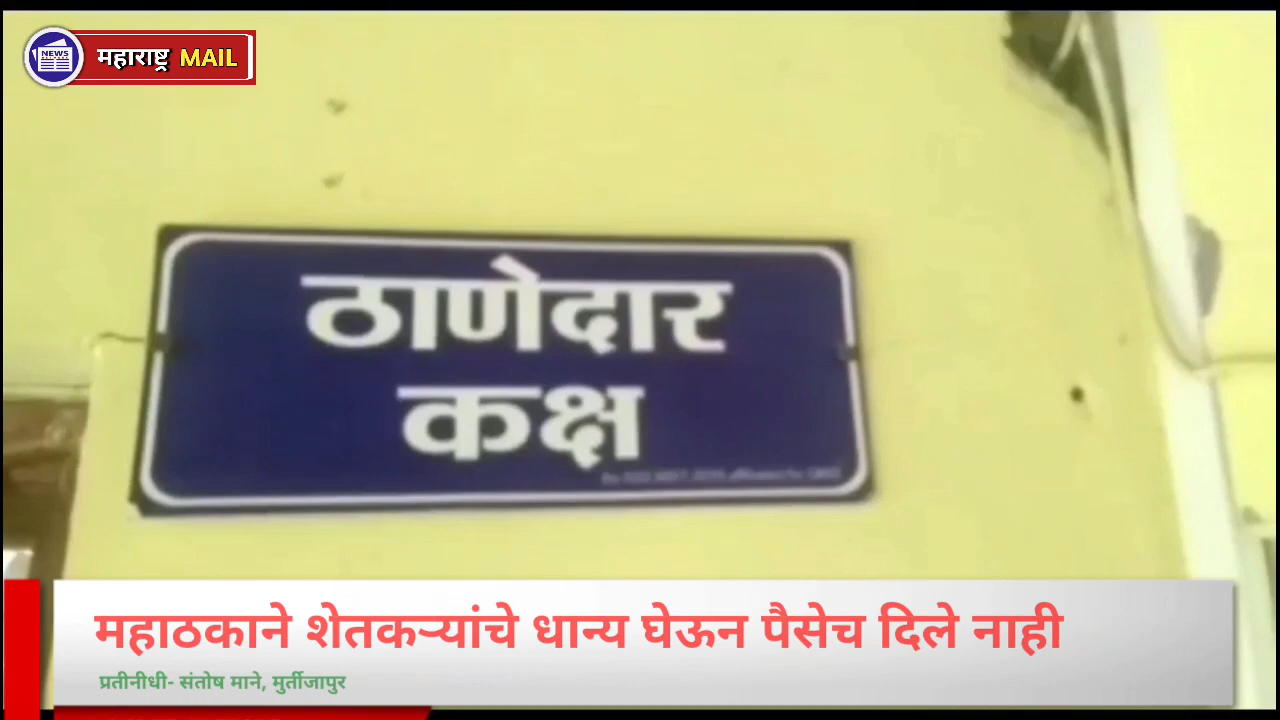 NEWS
महाराष्ट्र MAIL
ठाणेदार
कक्ष
महाठकाने शेतकऱ्यांचे धान्य घेऊन पैसेच दिले नाही
प्रतीनीधी- संतोष माने, मुर्तीजापुर